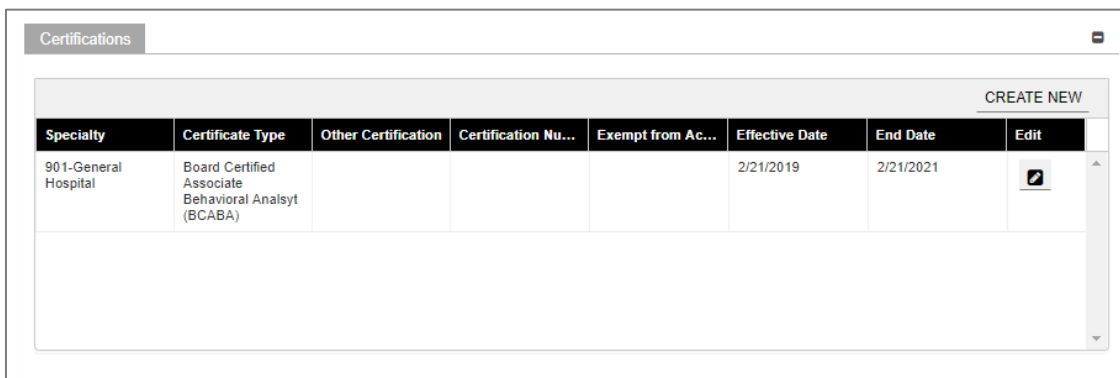 Certifications
CREATE NEW
Specialty Certificate Type Other Certification Certification Nu... Exempt from Ac... Effective Date End Date Edit
901-General Board Certified 2/21/2019 2/21/2021
Hospital Associate
Behavioral Analsyt
(BCABA)